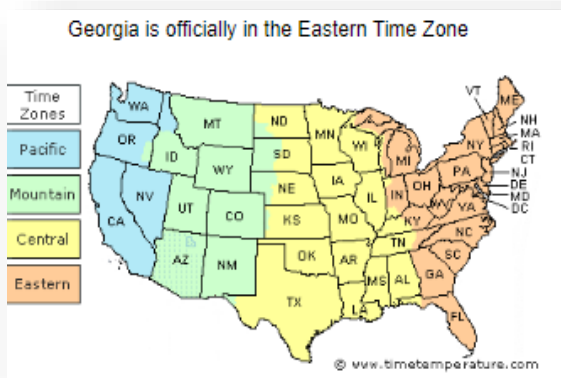 Georgia is officially in the Eastern Time Zone
Time
Zones
Pacific
Mountain
Central
Eastern
WA
OR
CA
NV
ID
MT
WY
UT
CO
AZ
NM
ND
SD
NE
KS
OK
TX
MN
IA
MO
AR
LA
WI
IL
MS
AL
TN
MI
IN
OH
KY
WV
VA
NC
SC
GA
FL
PA
NY
ME
VT
NH
MA
RI
CT
NJ
DE
MD
DC
© www.timetemperature.com